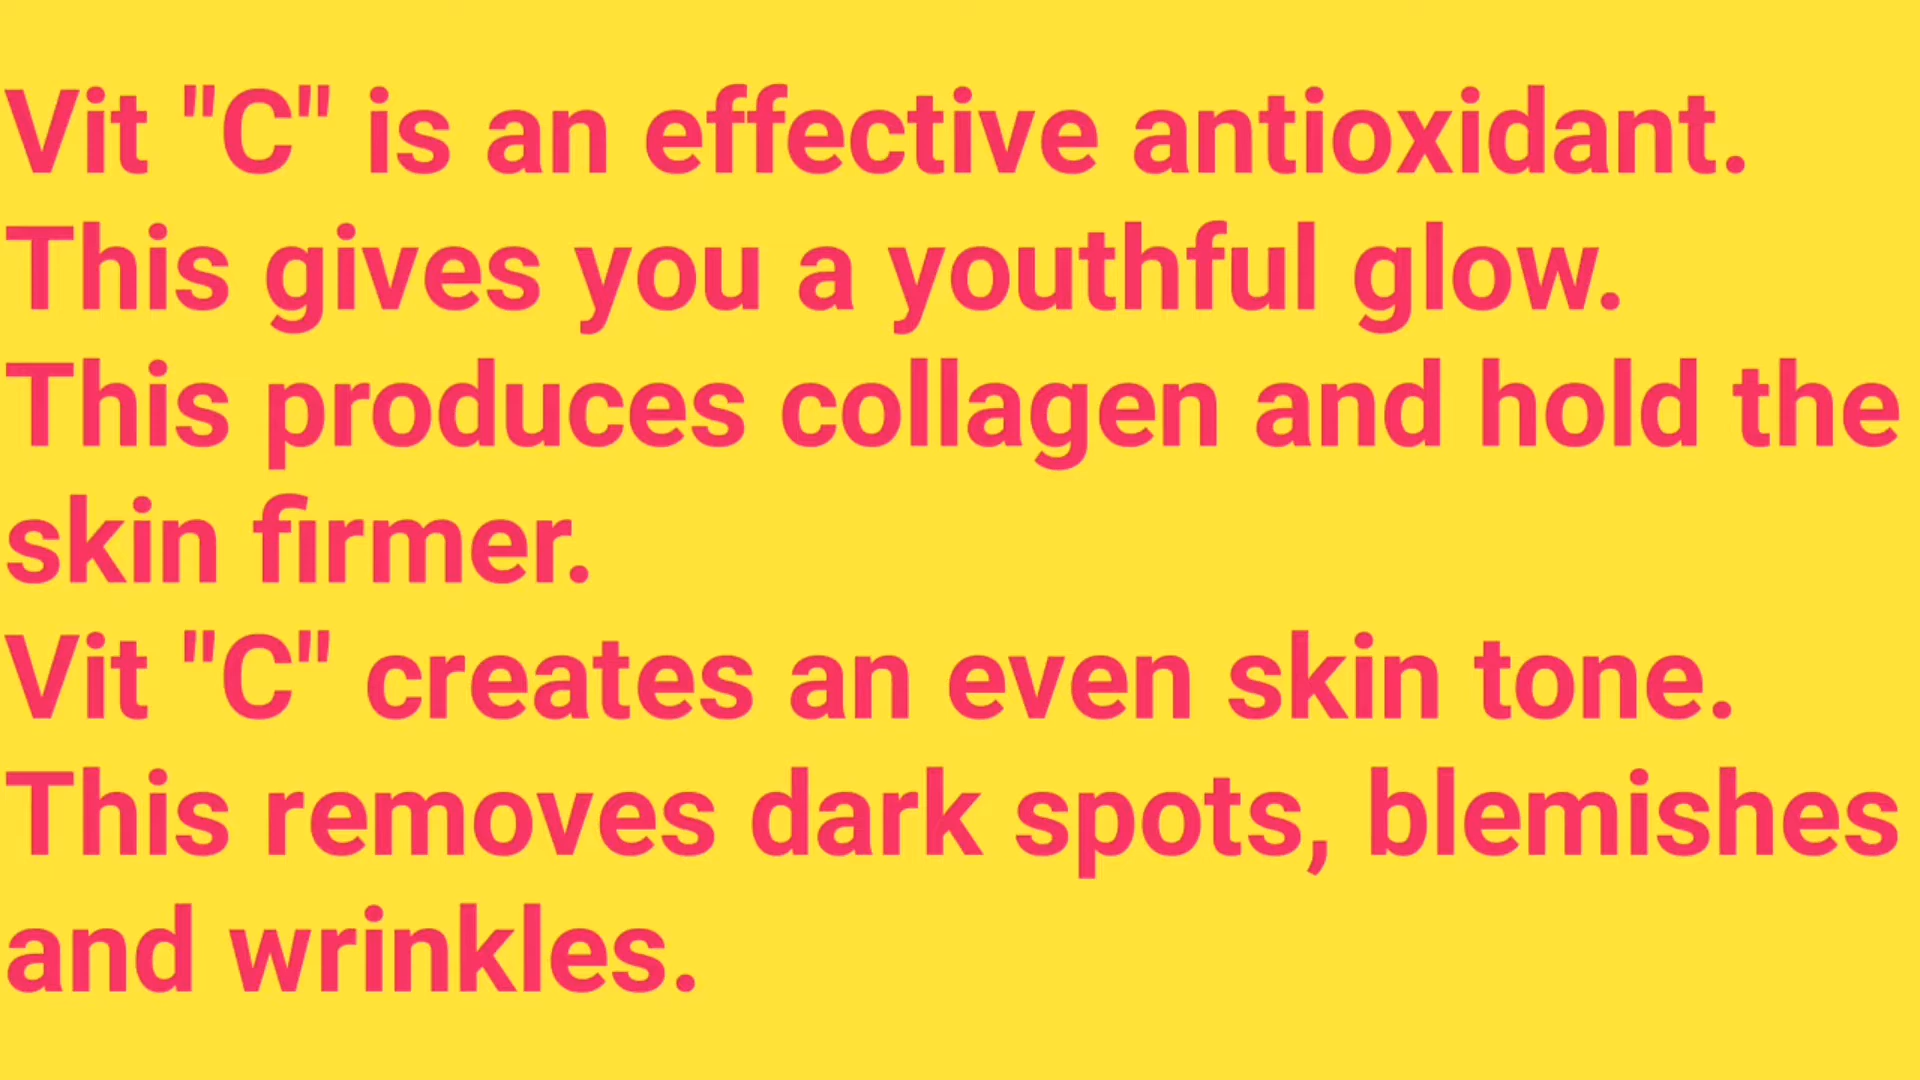 Vit "C" is an effective antioxidant.
This gives you a youthful glow.
This produces collagen and hold the
skin firmer.
Vit "C" creates an even skin tone.
This removes dark spots, blemishes
and wrinkles.